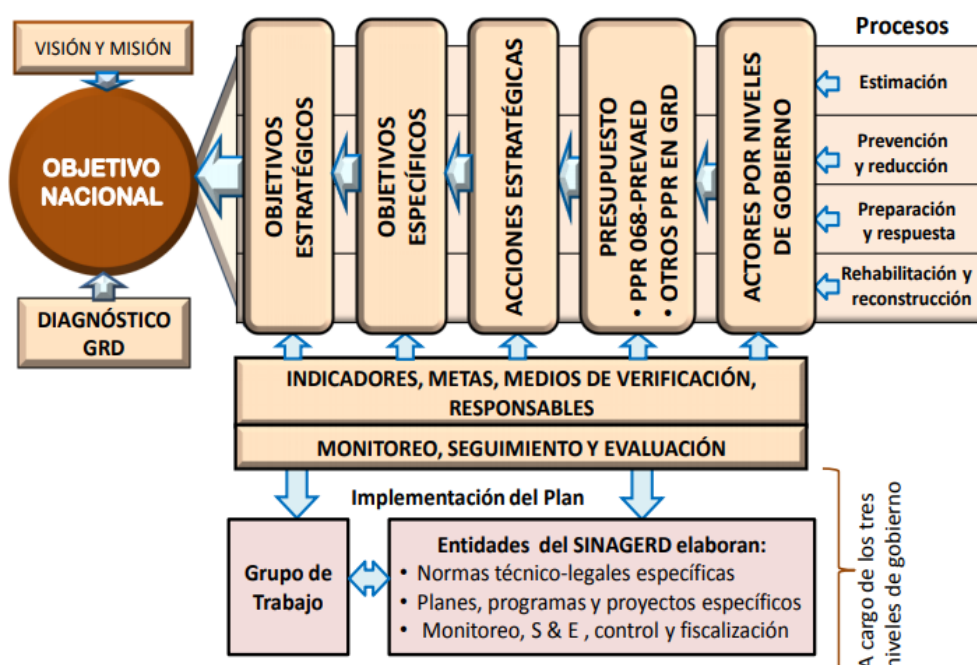 VISIÓN Y MISIÓN
OBJETIVO
NACIONAL
DIAGNÓSTICO
GRD
OBJETIVOS
ESTRATÉGICOS
OBJETIVOS
ESPECÍFICOS
ACCIONES ESTRATÉGICAS
PRESUPUESTO
• PPR 068-PREVAED
• OTROS PPR EN GRD
ACTORES POR NIVELES
DE GOBIERNO
Procesos
Estimación
Prevención
y reducción
Preparación
y respuesta
Rehabilitación y
reconstrucción
INDICADORES, METAS, MEDIOS DE VERIFICACIÓN,
RESPONSABLES
MONITOREO, SEGUIMIENTO Y EVALUACIÓN
Implementación del Plan
Grupo de
Trabajo
Entidades del SINAGERD elaboran:
• Normas técnico-legales específicas
• Planes, programas y proyectos específicos
• Monitoreo, S & E , control y fiscalización
A cargo de los tres
niveles de gobierno